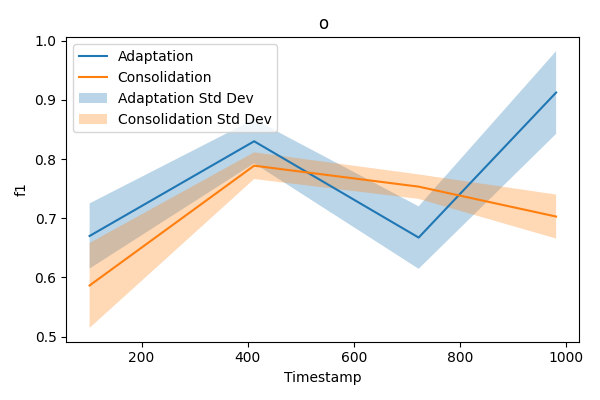 o
1.0
0.9
0.8
0.7
0.6
0.5
f1
Adaptation
Consolidation
Adaptation Std Dev
Consolidation Std Dev
200
400
600
800
1000
Timestamp